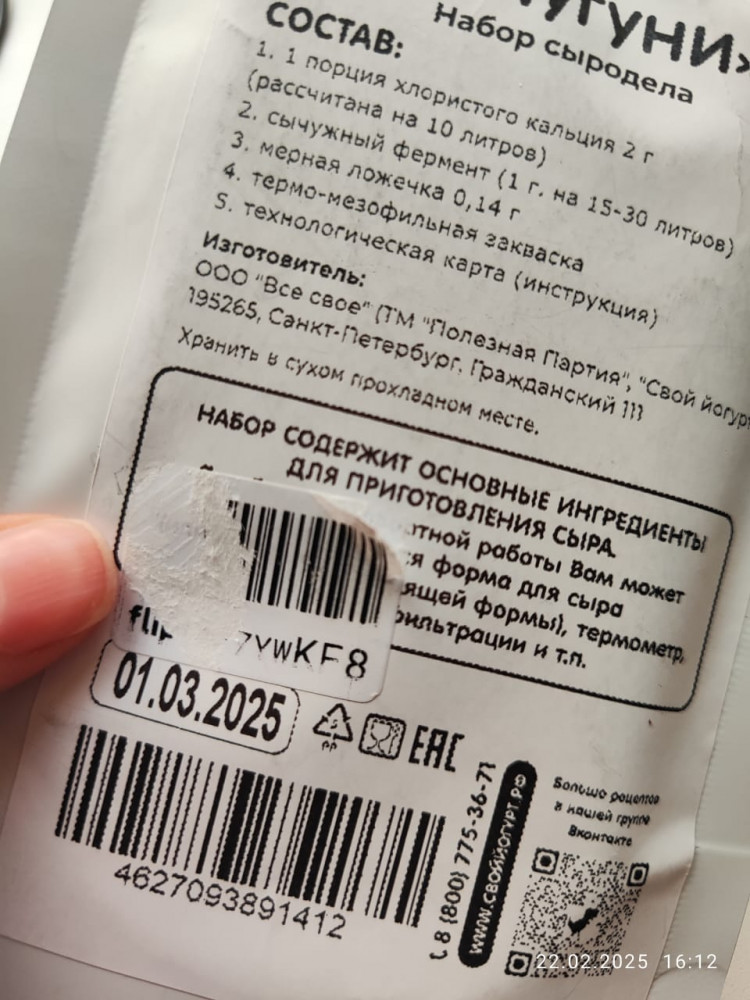 УГУНИ»
Набор сыродела
СОСТАВ:
1. 1 порция хлористого кальция 2 г
(рассчитана на 10 литров)
2. сычужный фермент (1 г. на 15-30 литров)
3. мерная ложечка 0,14 г
4. термо-мезофильная закваска
5. технологическая карта (инструкция)
Изготовитель:
ООО "Все свое" (ТМ "Полезная Партия", "Свой йогурт
195265, Санкт-Петербург, Гражданский 111
Хранить в сухом прохладном месте.
НАБОР СОДЕРЖИТ ОСНОВНЫЕ ИНГРЕДИЕНТЫ
ДЛЯ ПРИГОТОВЛЕНИЯ СЫРА.
работы Вам может
форма для сыра
формы), термометр,
фильтрации и т.п.
flip
7YWKF8
01.03.2025
PP
EAC
4627093891412
t. 8 (800) 775-36-71
WWW.СВОЙЙОГУРТ.РФ
Больше рецептов
в нашей группе
Вконтакте
22.02.2025 16:12